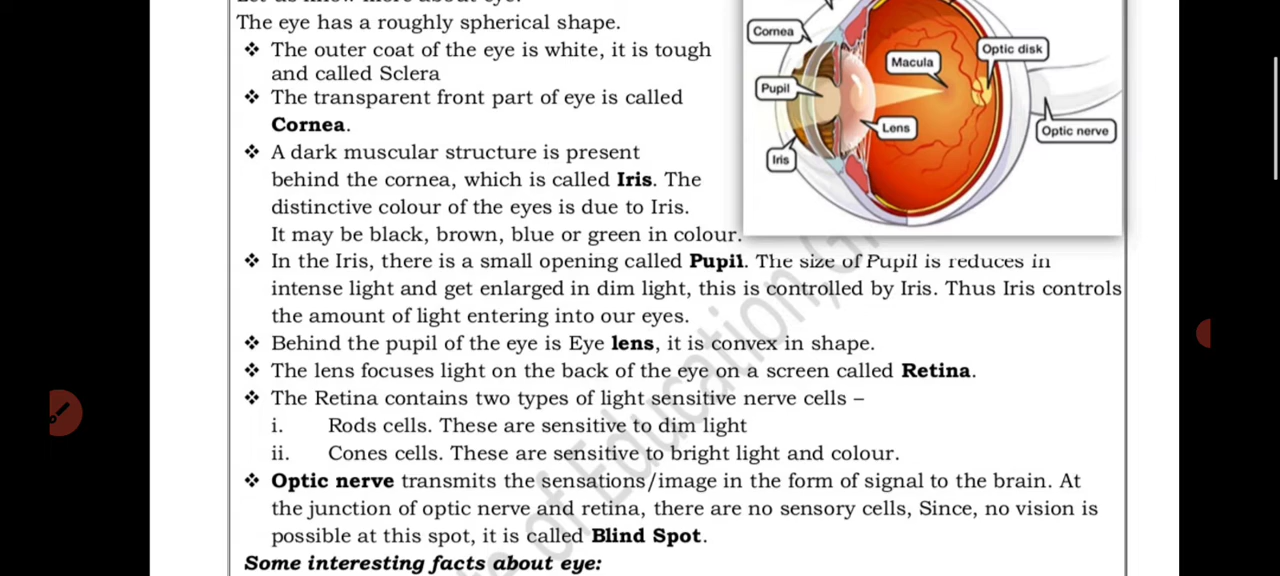 The eye has a roughly spherical shape.
❖ The outer coat of the eye is white, it is tough
and called Sclera
❖ The transparent front part of eye is called
Cornea.
❖ A dark muscular structure is present
behind the cornea, which is called Iris. The
distinctive colour of the eyes is due to Iris.
It may be black, brown, blue or green in colour.
Cornea
Optic disk
Macula
Pupil
Lens
Optic nerve
Iris
❖ In the Iris, there is a small opening called Pupil. The size of Pupil is reduces in
intense light and get enlarged in dim light, this is controlled by Iris. Thus Iris controls
the amount of light entering into our eyes.
❖ Behind the pupil of the eye is Eye lens, it is convex in shape.
❖ The lens focuses light on the back of the eye on a screen called Retina.
❖ The Retina contains two types of light sensitive nerve cells –
i. Rods cells. These are sensitive to dim light
ii. Cones cells. These are sensitive to bright light and colour.
❖ Optic nerve transmits the sensations/image in the form of signal to the brain. At
the junction of optic nerve and retina, there are no sensory cells, Since, no vision is
possible at this spot, it is called Blind Spot.
Some interesting facts about eye:
of Education,